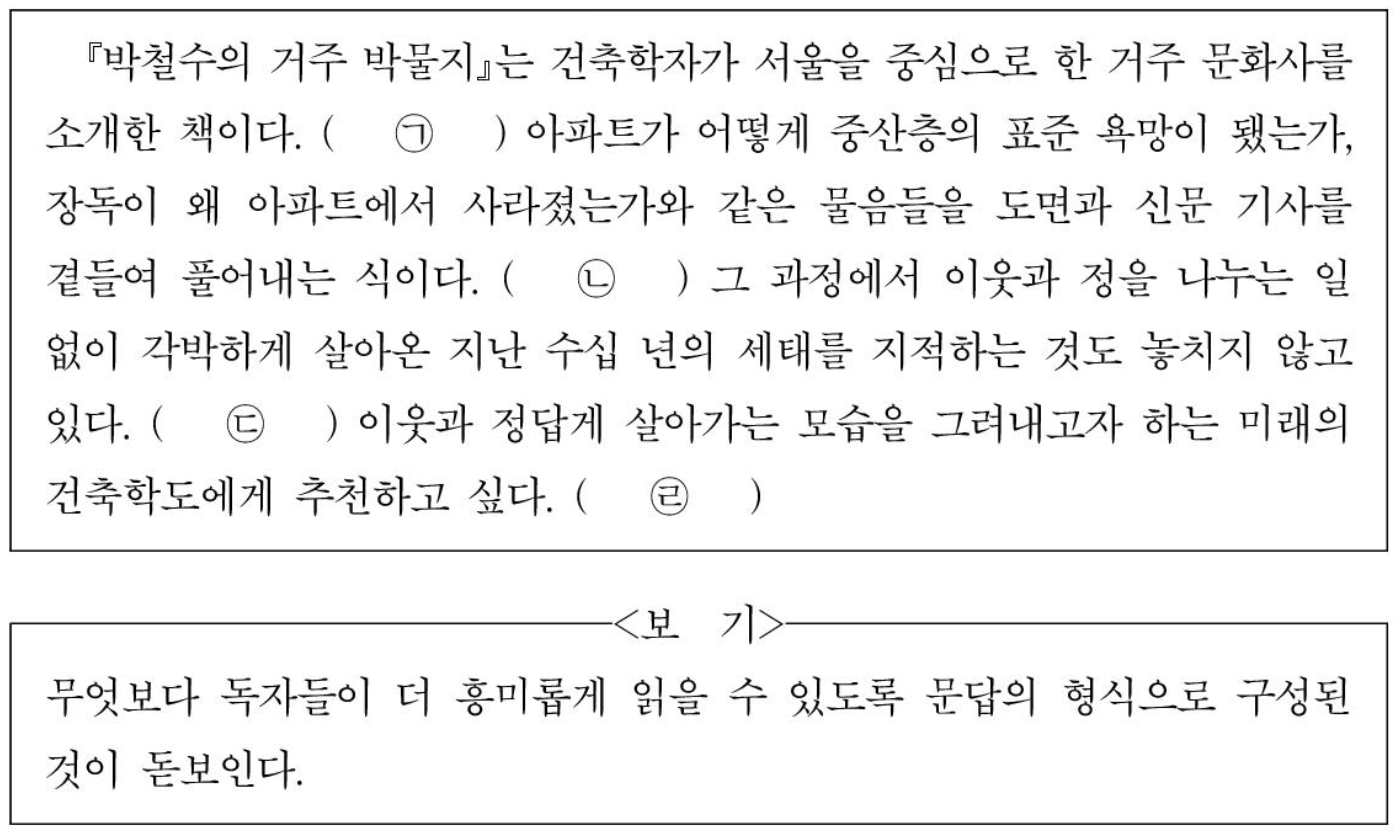 『박철수의 거주 박물지』는 건축학자가 서울을 중심으로 한 거주 문화사를
소개한 책이다. ( ㉠ ) 아파트가 어떻게 중산층의 표준 욕망이 됐는가,
장독이 왜 아파트에서 사라졌는가와 같은 물음들을 도면과 신문 기사를
곁들여 풀어내는 식이다. ( ㉡ ) 그 과정에서 이웃과 정을 나누는 일
없이 각박하게 살아온 지난 수십 년의 세태를 지적하는 것도 놓치지 않고
있다. ( ㉢ ) 이웃과 정답게 살아가는 모습을 그려내고자 하는 미래의
건축학도에게 추천하고 싶다. ( ㉣ )
<보 기>
무엇보다 독자들이 더 흥미롭게 읽을 수 있도록 문답의 형식으로 구성된
것이 돋보인다.